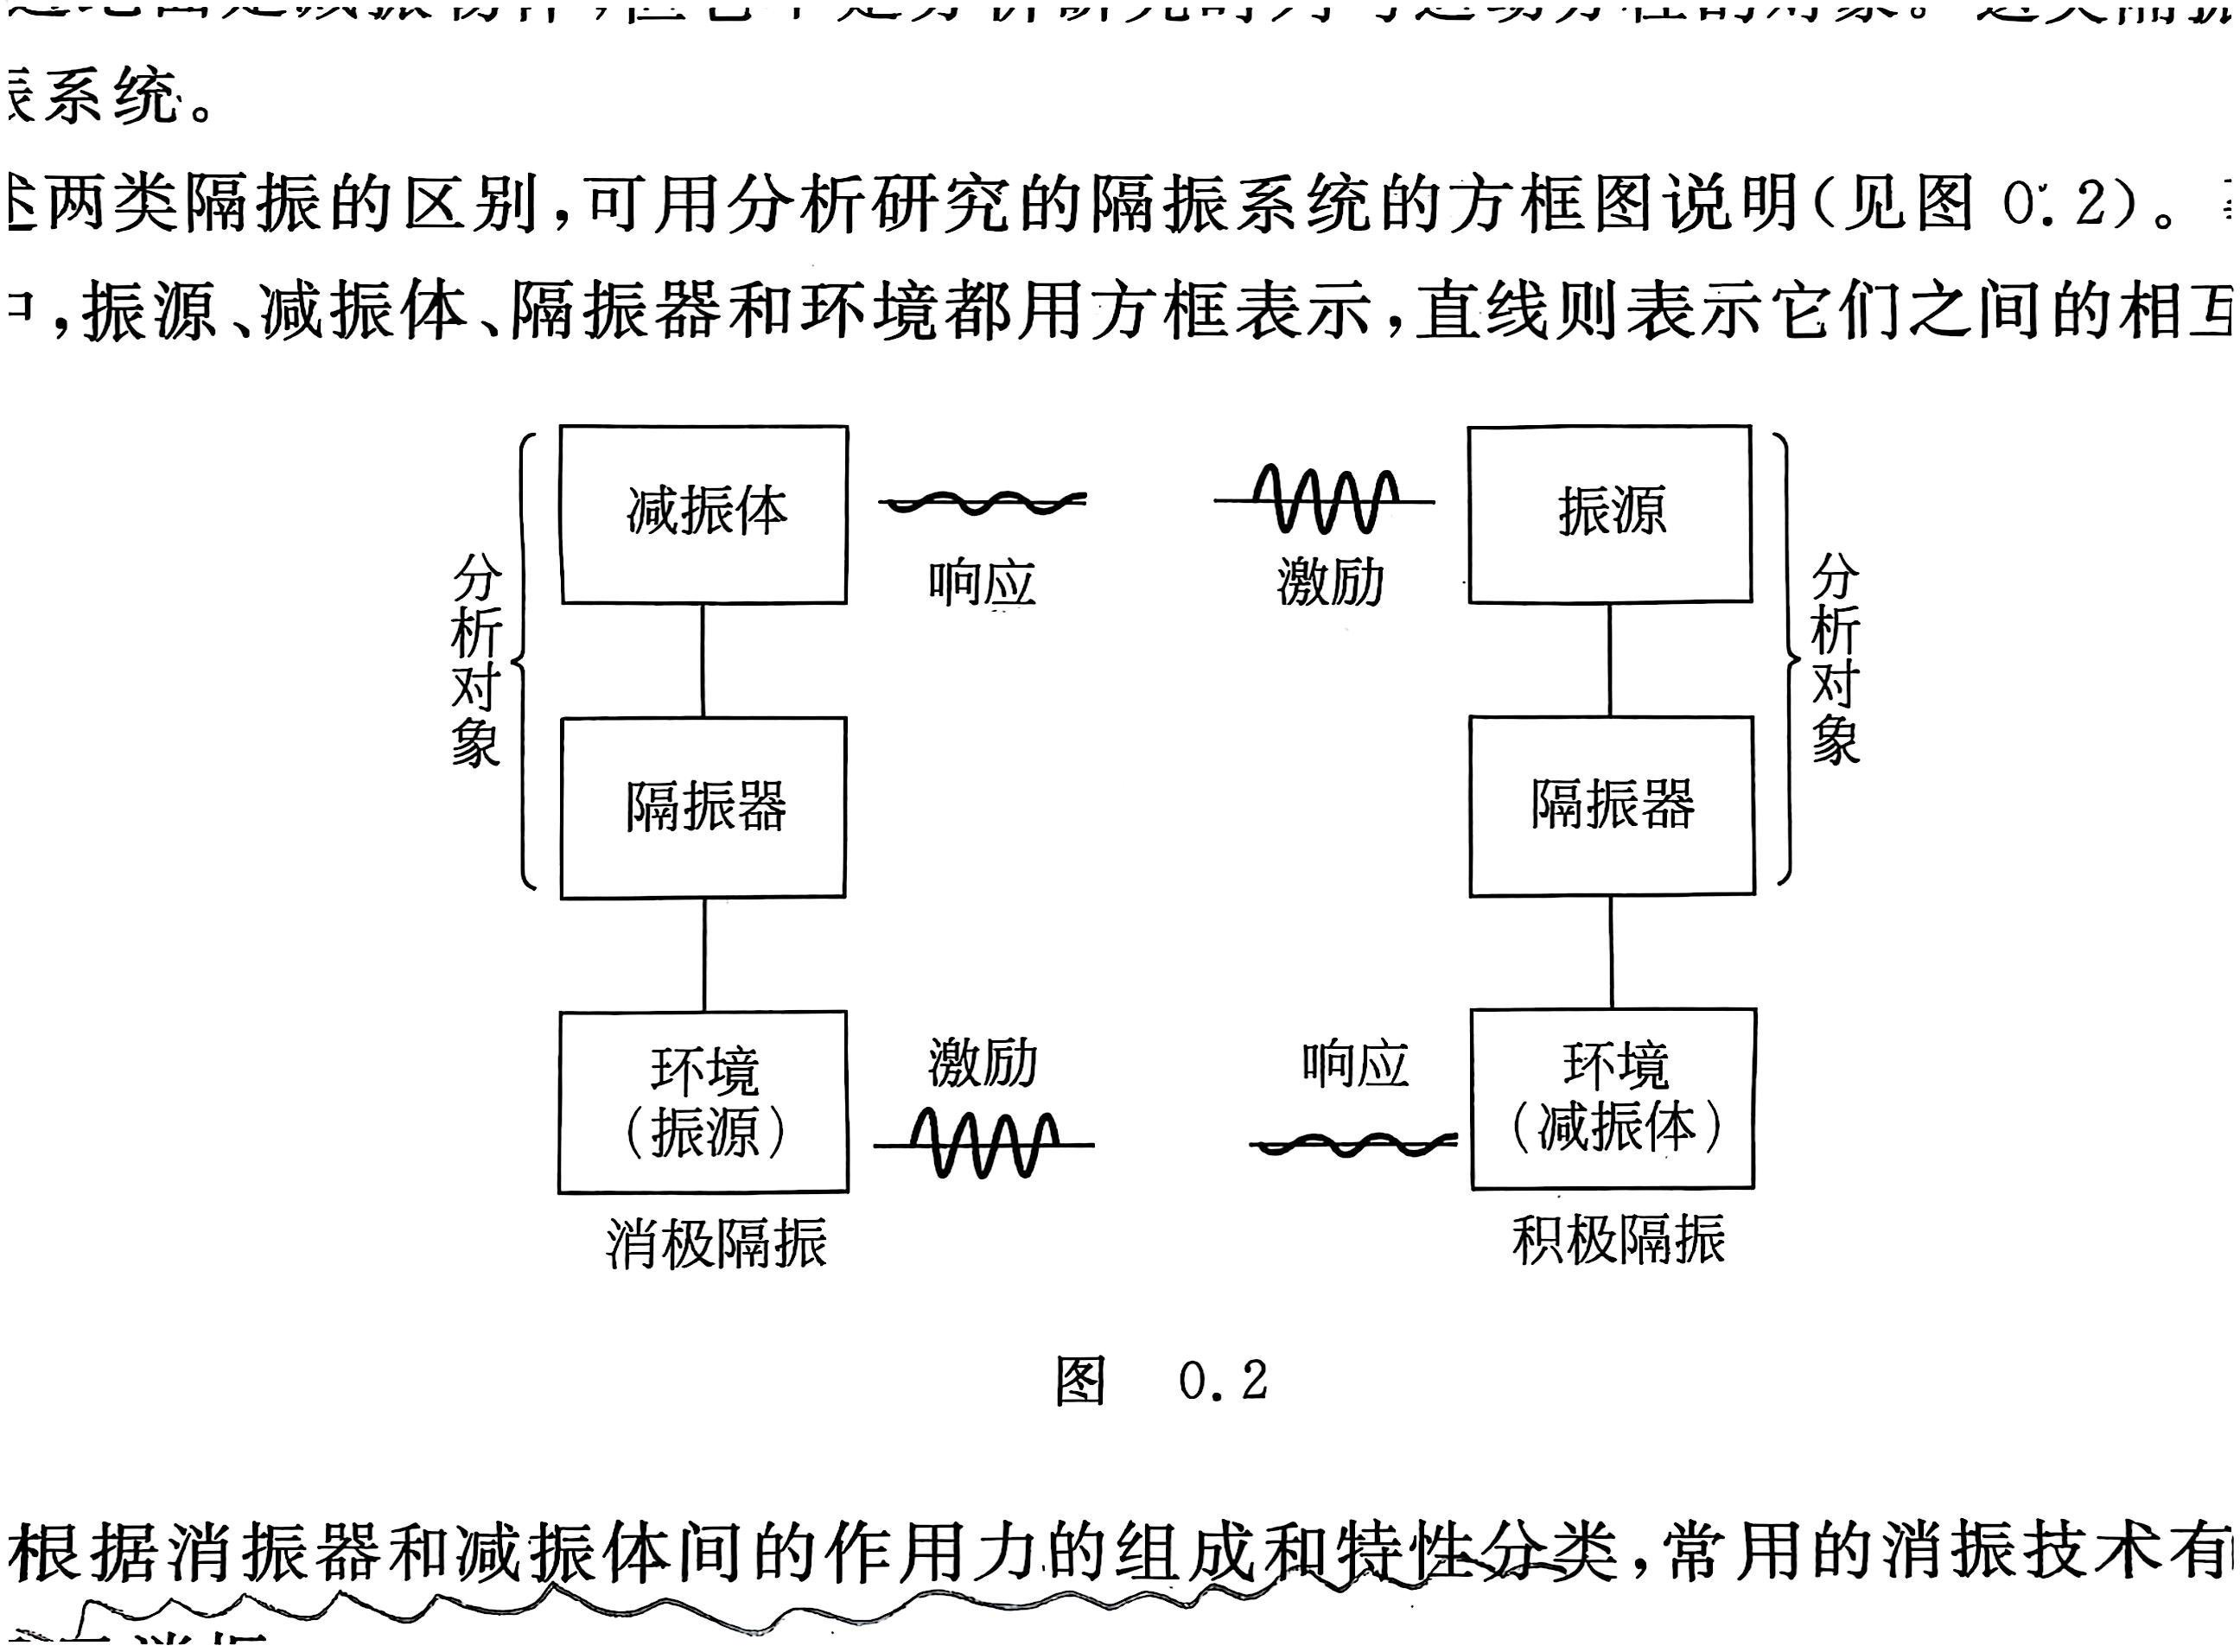 振系统。
述两类隔振的区别，可用分析研究的隔振系统的方框图说明（见图 0.2）。
，振源、减振体、隔振器和环境都用方框表示，直线则表示它们之间的相互
减振体
响应
激励
振源
分析对象
分析对象
隔振器
隔振器
环境
（振源）
激励
响应
环境
（减振体）
消极隔振
积极隔振
图 0.2
根据消振器和减振体间的作用力的组成和特性分类，常用的消振技术有